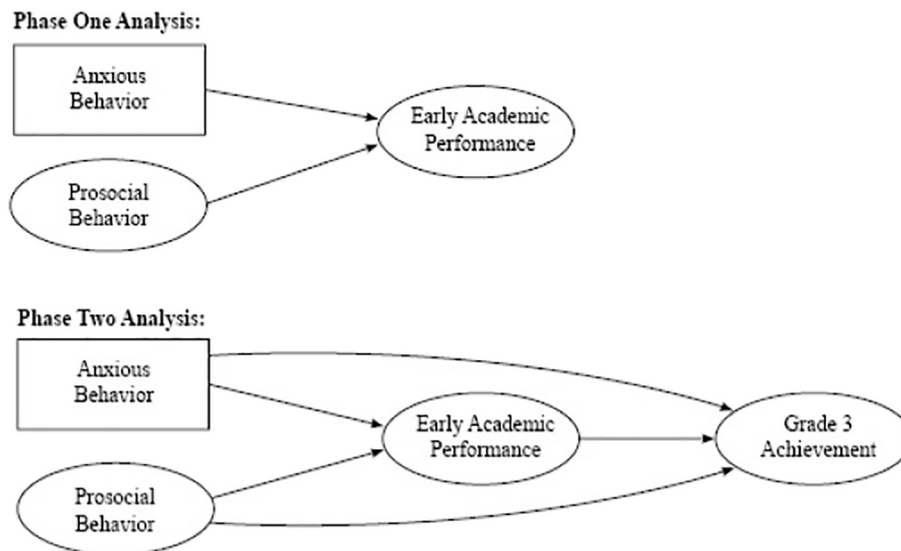 Phase One Analysis:
Anxious
Behavior
Early Academic
Performance
Prosocial
Behavior
Phase Two Analysis:
Anxious
Behavior
Early Academic
Performance
Grade 3
Achievement
Prosocial
Behavior